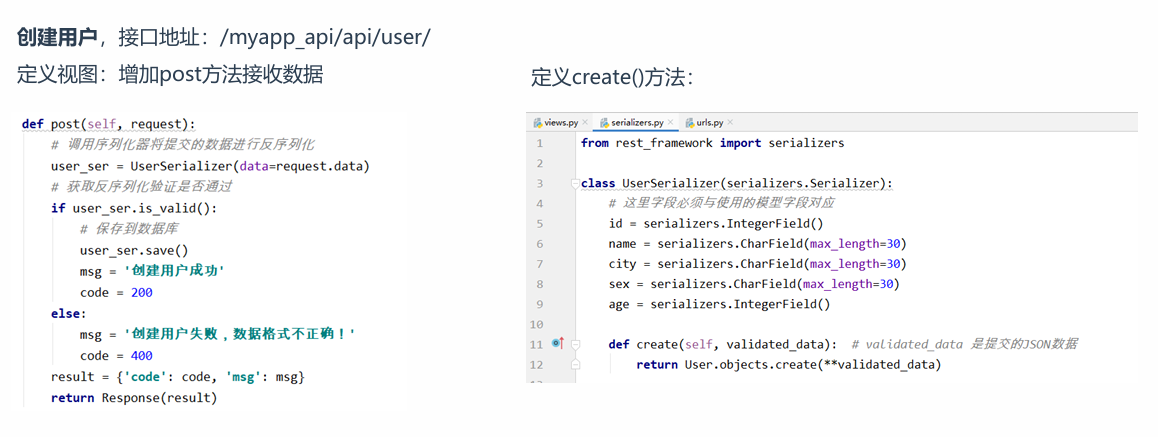 创建用户，接口地址：/myapp_api/api/user/
定义视图：增加post方法接收数据
def post(self, request):
# 调用序列化器将提交的数据进行反序列化
user_ser = UserSerializer(data=request.data)
# 获取反序列化验证是否通过
if user_ser.is_valid():
# 保存到数据库
user_ser.save()
msg = '创建用户成功'
code = 200
else:
msg = '创建用户失败，数据格式不正确！'
code = 400
result = {'code': code, 'msg': msg}
return Response(result)
定义create()方法：
views.py × serializers.py × urls.py ×
1 from rest_framework import serializers
2
3 class UserSerializer(serializers.Serializer):
4 # 这里字段必须与使用的模型字段对应
5 id = serializers.IntegerField()
6 name = serializers.CharField(max_length=30)
7 city = serializers.CharField(max_length=30)
8 sex = serializers.CharField(max_length=30)
9 age = serializers.IntegerField()
10
11 def create(self, validated_data): # validated_data 是提交的JSON数据
12 return User.objects.create(**validated_data)